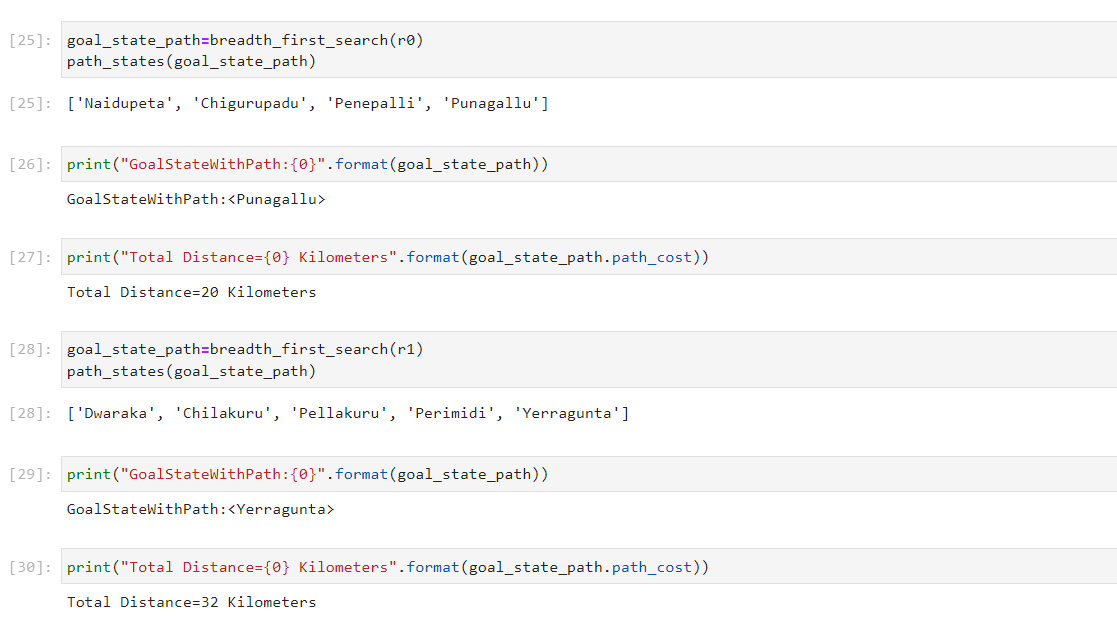 [25]: goal_state_path=breadth_first_search(r0)
path_states(goal_state_path)
[25]: ['Naidupeta', 'Chigurupadu', 'Penepalli', 'Punagallu']
[26]: print("GoalStateWithPath:{0}".format(goal_state_path))
GoalStateWithPath:<Punagallu>
[27]: print("Total Distance={0} Kilometers".format(goal_state_path.path_cost))
Total Distance=20 Kilometers
[28]: goal_state_path=breadth_first_search(r1)
path_states(goal_state_path)
[28]: ['Dwaraka', 'Chilakuru', 'Pellakuru', 'Perimidi', 'Yerragunta']
[29]: print("GoalStateWithPath:{0}".format(goal_state_path))
GoalStateWithPath:<Yerragunta>
[30]: print("Total Distance={0} Kilometers".format(goal_state_path.path_cost))
Total Distance=32 Kilometers